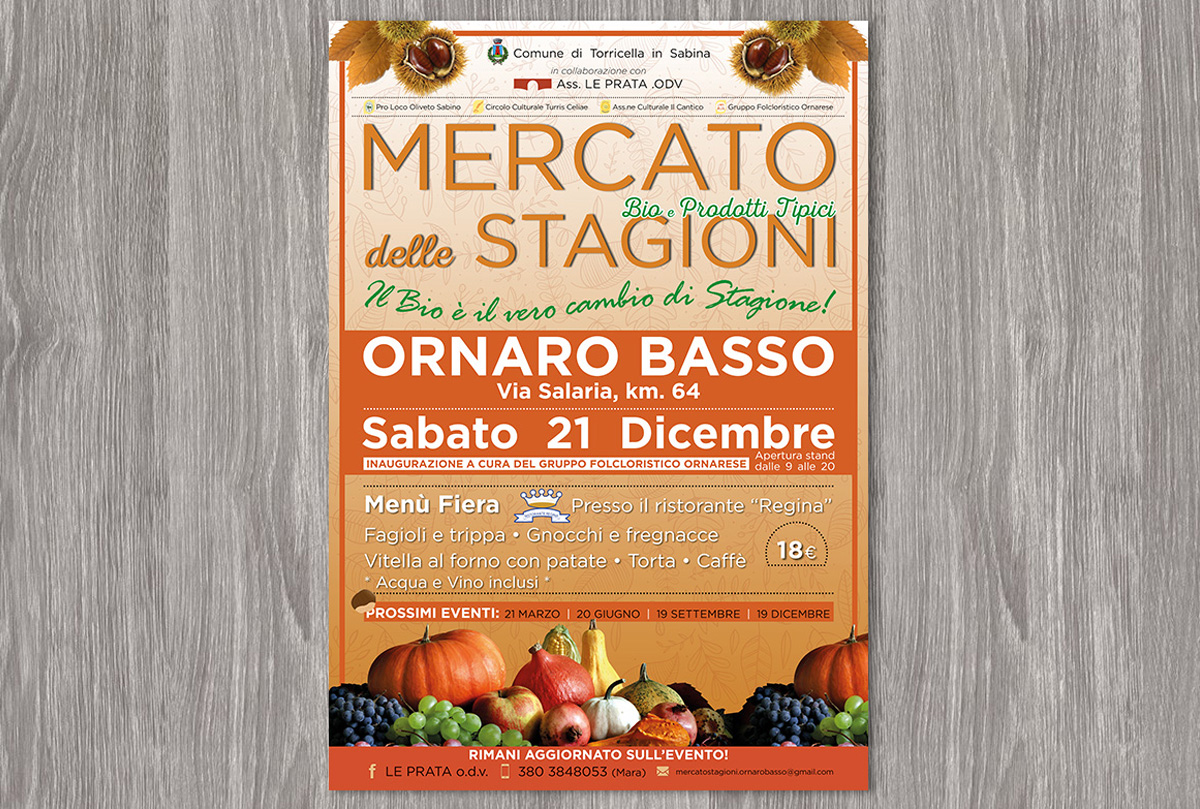 Comune di Torricella in Sabina
in collaborazione con
Ass. LE PRATA .ODV
Pro Loco Oliveto Sabino Circolo Culturale Turris Celiae Ass.ne Culturale Il Cantico Gruppo Folcloristico Ornarese
MERCATO
Bio e Prodotti Tipici
delle STAGIONI
Il Bio è il vero cambio di Stagione!
ORNARO BASSO
Via Salaria, km. 64
Sabato 21 Dicembre
INAUGURAZIONE A CURA DEL GRUPPO FOLCLORISTICO ORNARESE
Apertura stand
dalle 9 alle 20
Menù Fiera Presso il ristorante “Regina”
Fagioli e trippa • Gnocchi e fregnacce
Vitella al forno con patate • Torta • Caffè
18€
* Acqua e Vino inclusi *
PROSSIMI EVENTI: 21 MARZO | 20 GIUGNO | 19 SETTEMBRE | 19 DICEMBRE
RIMANI AGGIORNATO SULL’EVENTO!
LE PRATA o.d.v. 380 3848053 (Mara) mercatostagioni.ornarobasso@gmail.com